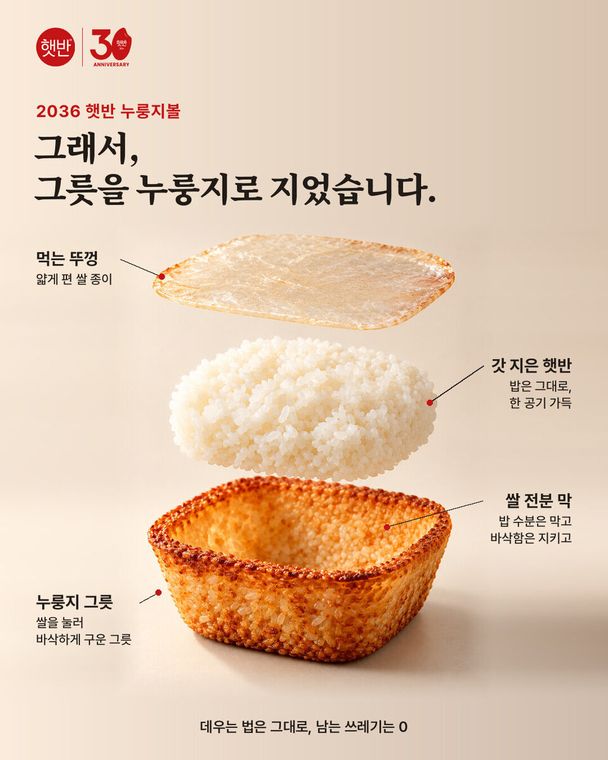 햇반
30
ANNIVERSARY
2036 햇반 누룽지볼
그래서,
그릇을 누룽지로 지었습니다.
먹는 뚜껑
얇게 편 쌀 종이
갓 지은 햇반
밥은 그대로,
한 공기 가득
쌀 전분 막
밥 수분은 막고
바삭함은 지키고
누룽지 그릇
쌀을 눌러
바삭하게 구운 그릇
데우는 법은 그대로, 남는 쓰레기는 0